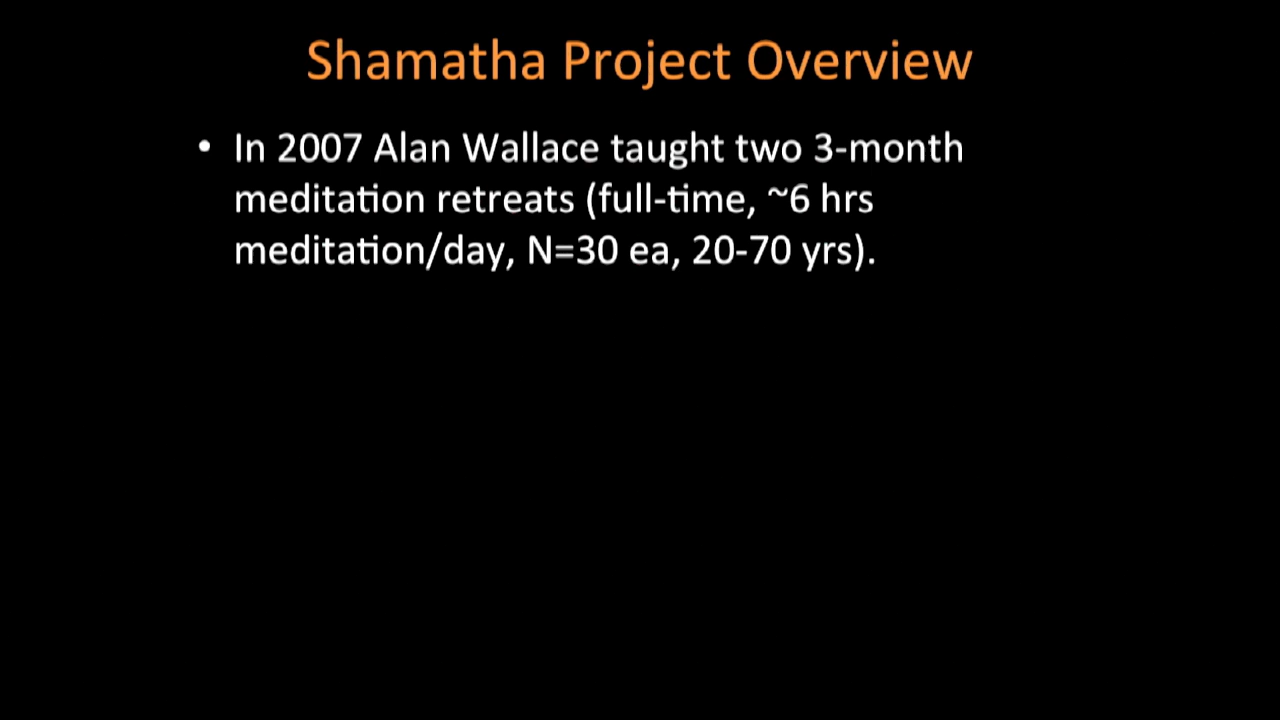 Shamatha Project Overview
• In 2007 Alan Wallace taught two 3-month
meditation retreats (full-time, ~6 hrs
meditation/day, N=30 ea, 20-70 yrs).